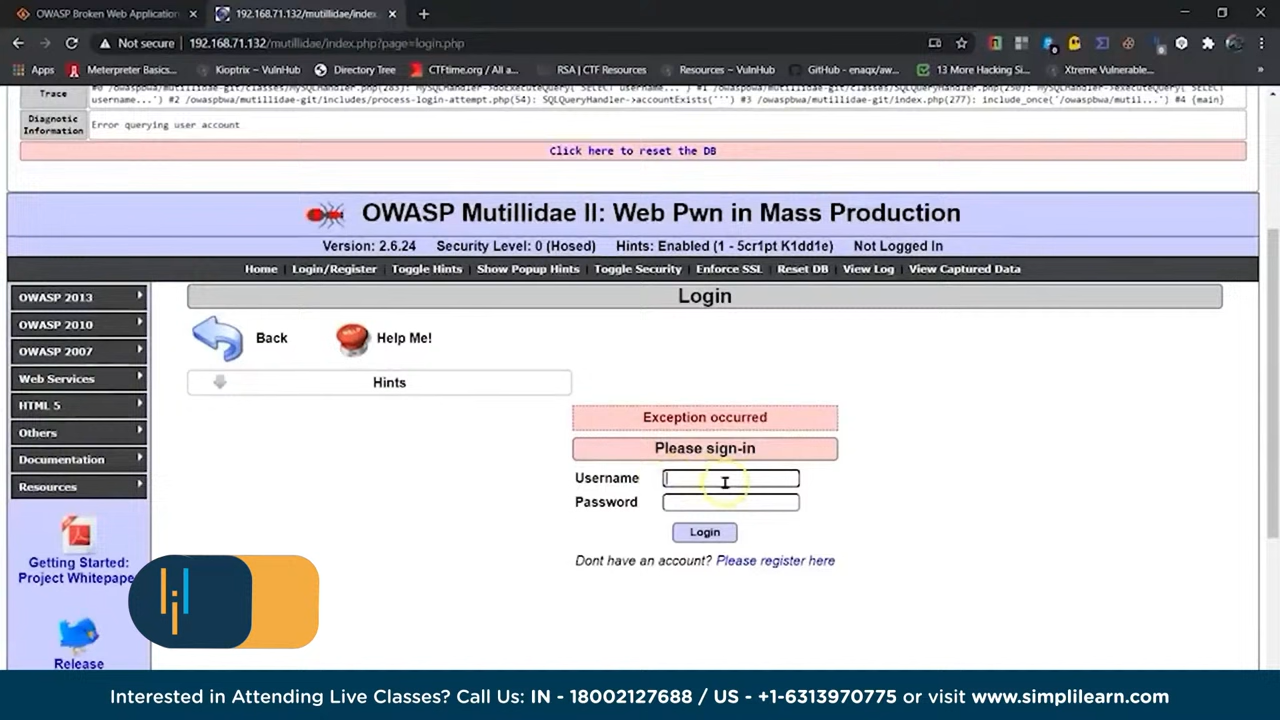 OWASP Broken Web Application
192.168.71.132/mutillidae/index.
Not secure
192.168.71.132/mutillidae/index.php?page=login.php
Apps
Meterpreter Basics...
Kioptrix – VulnHub
Directory Tree
CTFtime.org / All a...
RSA | CTF Resources
Resources – VulnHub
GitHub - enaqx/aw...
13 More Hacking Si...
Xtreme Vulnerable...
Trace
username...') #2 /owaspbwa/mutillidae-git/includes/process-login-attempt.php(54): SQLQueryHandler->accountExists(''') #3 /owaspbwa/mutillidae-git/index.php(277): include_once('/owaspbwa/mutil...') #4 {main}
Diagnostic
Information
Error querying user account
Click here to reset the DB
OWASP Mutillidae II: Web Pwn in Mass Production
Version: 2.6.24 Security Level: 0 (Hosed) Hints: Enabled (1 - 5cr1pt K1dd1e) Not Logged In
Home | Login/Register | Toggle Hints | Show Popup Hints | Toggle Security | Enforce SSL | Reset DB | View Log | View Captured Data
OWASP 2013
OWASP 2010
OWASP 2007
Web Services
HTML 5
Others
Documentation
Resources
Getting Started:
Project Whitepape
Release
Login
Back
Help Me!
Hints
Exception occurred
Please sign-in
Username
Password
Login
Dont have an account? Please register here
Interested in Attending Live Classes? Call Us: IN - 18002127688 / US - +1-6313970775 or visit www.simplilearn.com